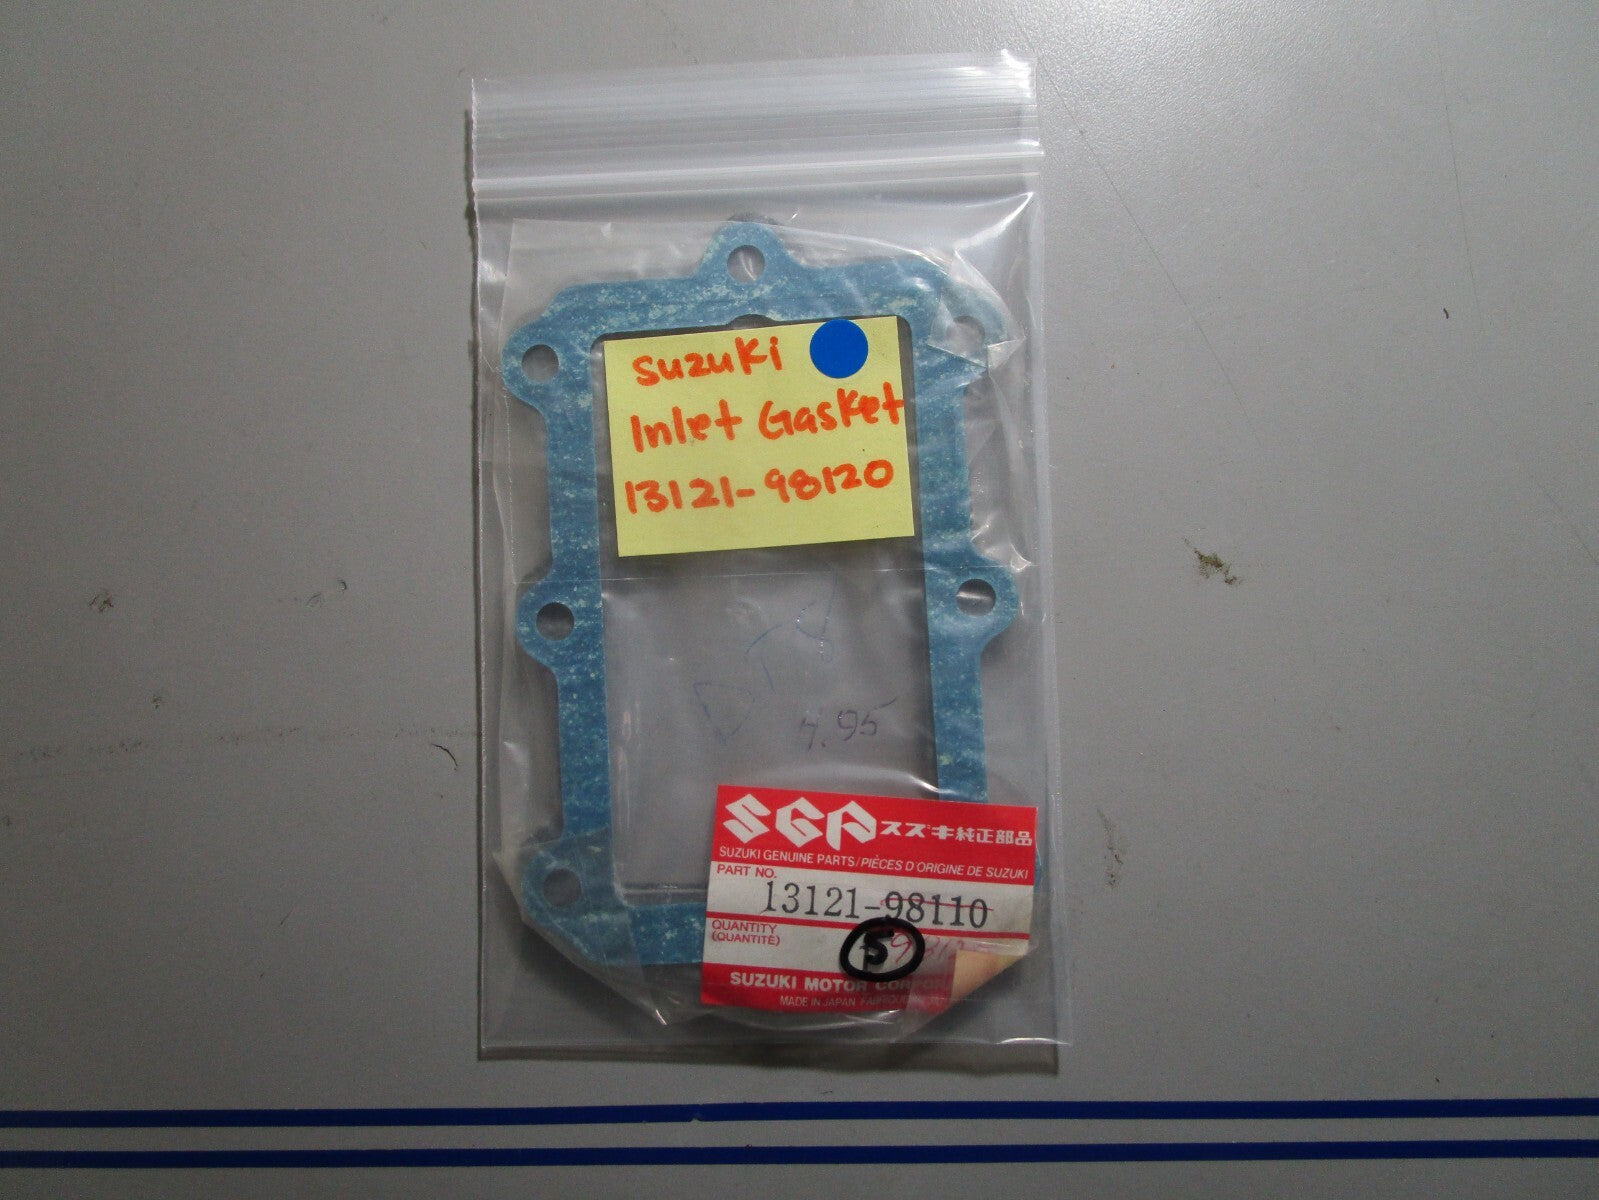 suzuki
Inlet Gasket
13121-98120
DT8
4.95
SGP スズキ純正部品
SUZUKI GENUINE PARTS/PIÈCES D'ORIGINE DE SUZUKI
PART NO.
13121-98110
QUANTITY
(QUANTITÉ)
5
SUZUKI MOTOR
MADE IN JAPAN